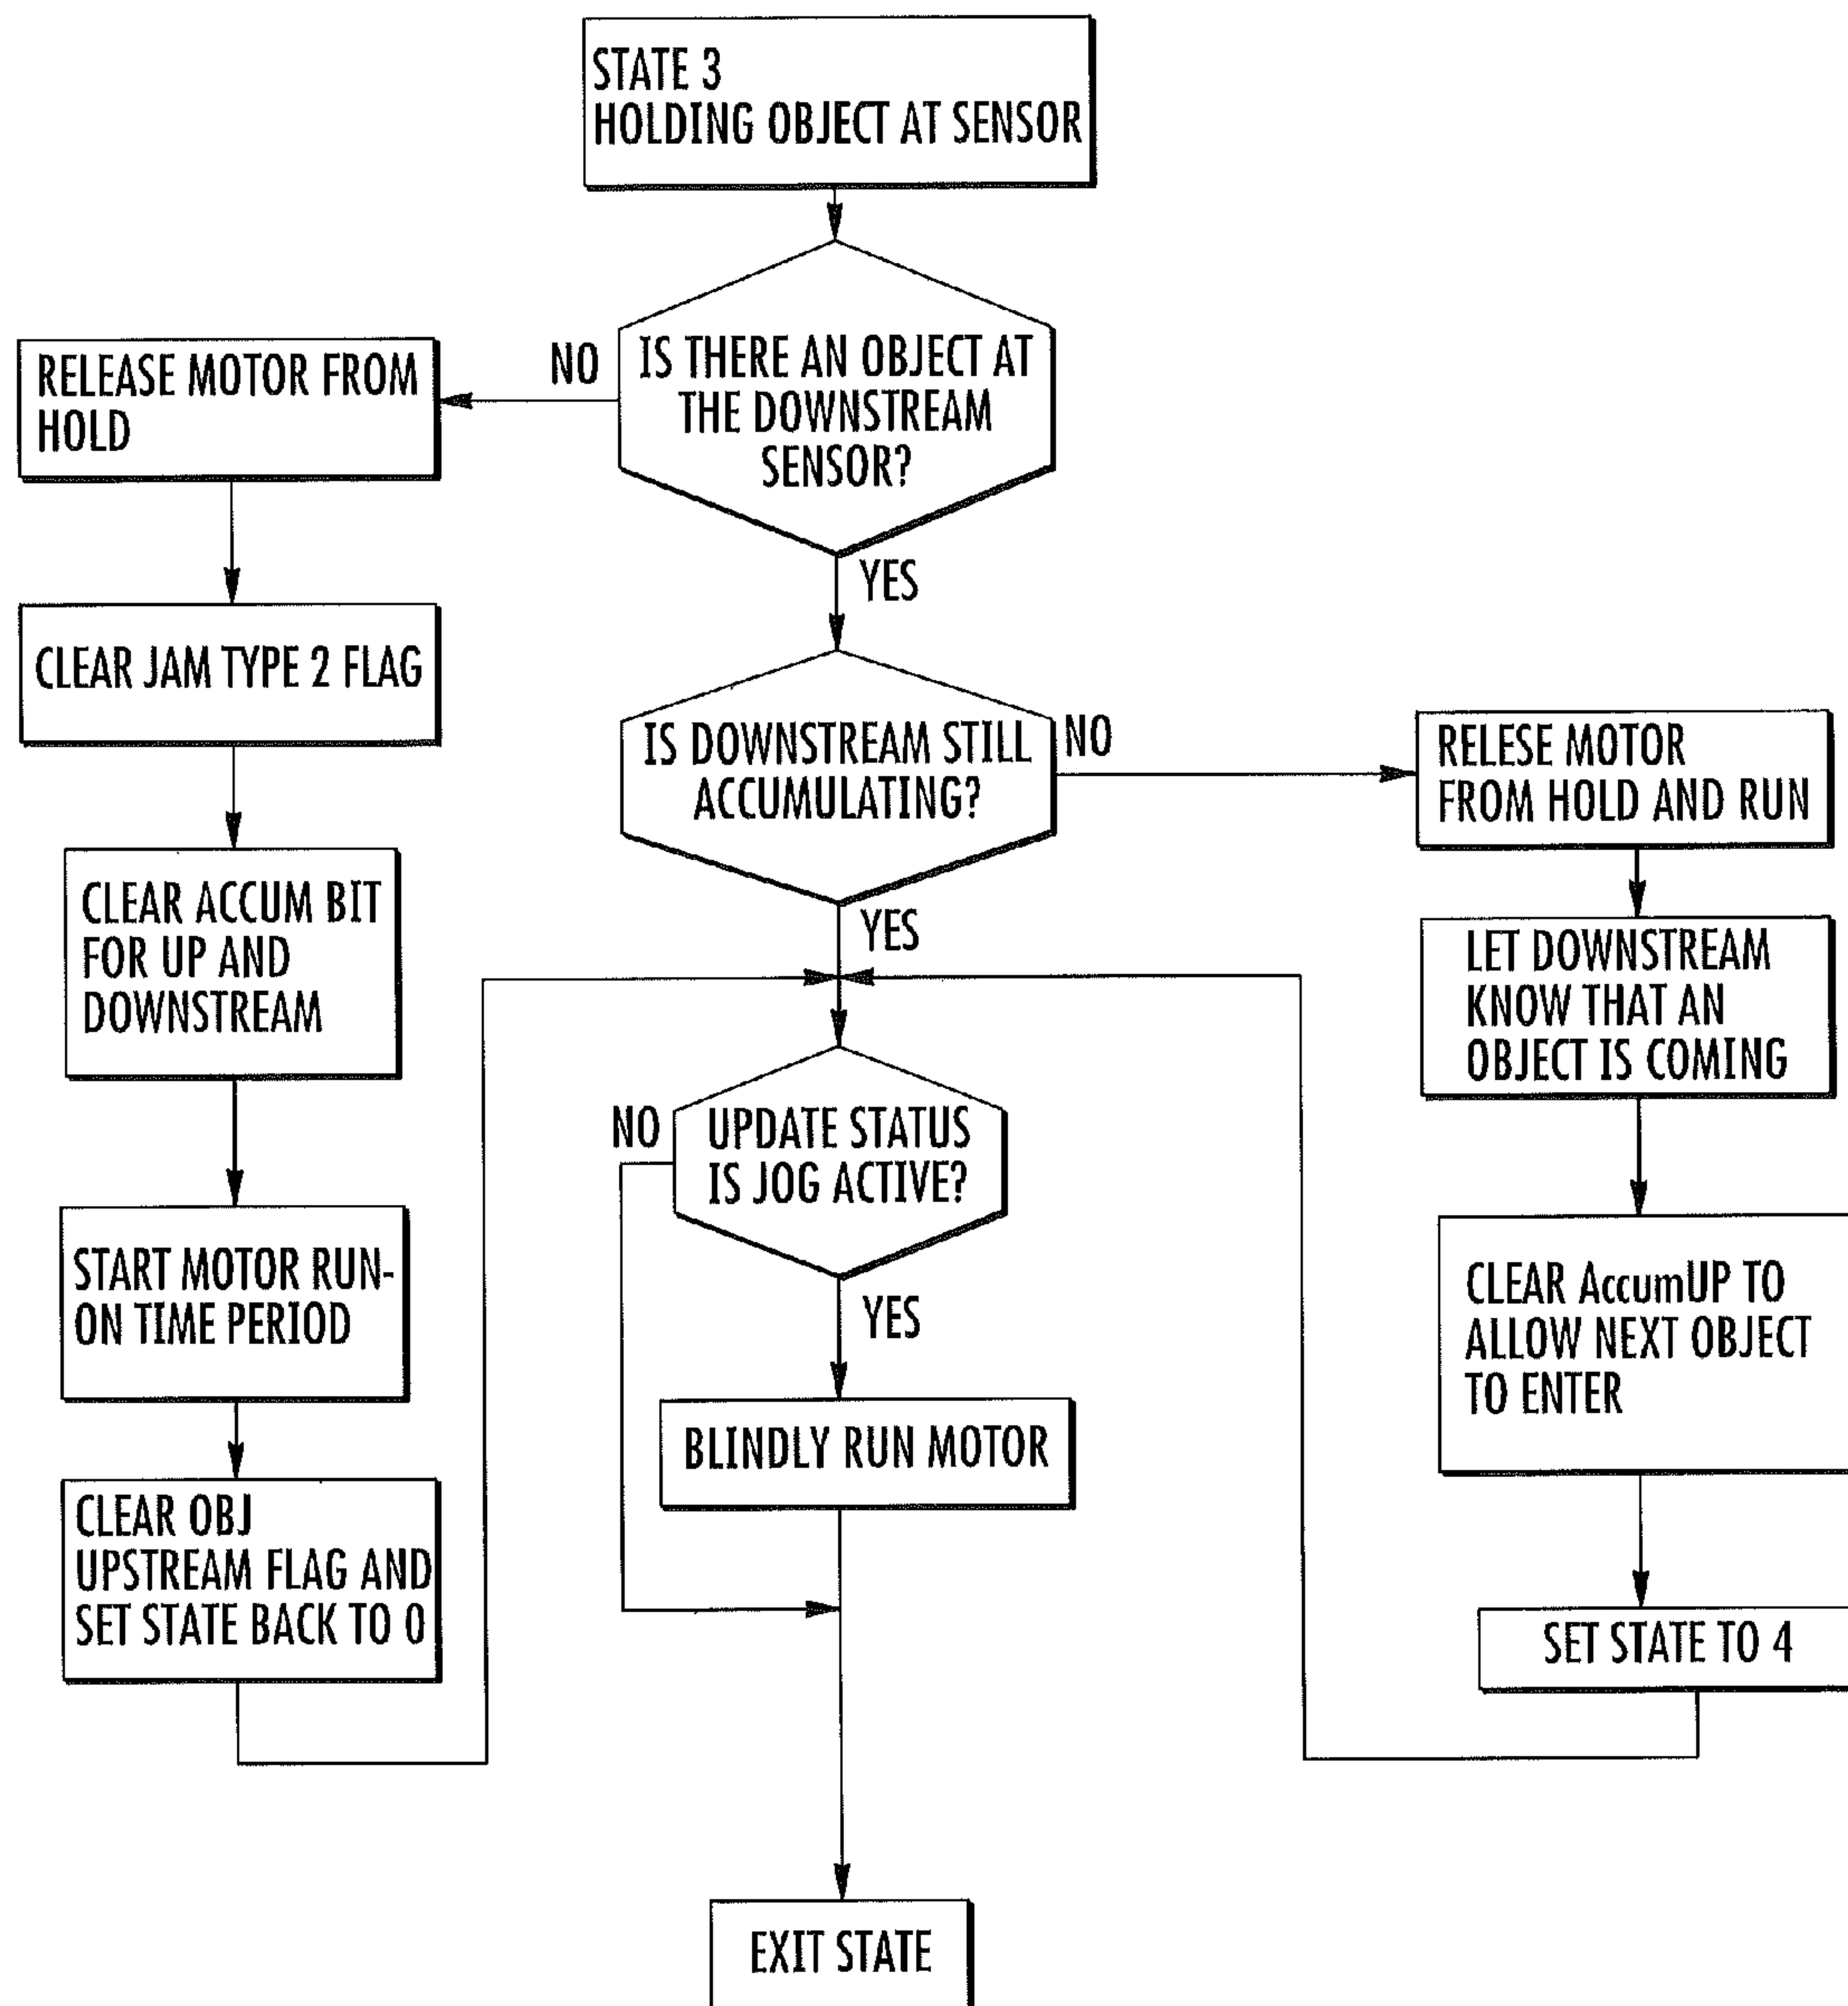 STATE 3
HOLDING OBJECT AT SENSOR
IS THERE AN OBJECT AT
THE DOWNSTREAM
SENSOR?
NO
RELEASE MOTOR FROM
HOLD
CLEAR JAM TYPE 2 FLAG
CLEAR ACCUM BIT
FOR UP AND
DOWNSTREAM
START MOTOR RUN-
ON TIME PERIOD
CLEAR OBJ
UPSTREAM FLAG AND
SET STATE BACK TO 0
YES
IS DOWNSTREAM STILL
ACCUMULATING?
NO
RELESE MOTOR
FROM HOLD AND RUN
LET DOWNSTREAM
KNOW THAT AN
OBJECT IS COMING
CLEAR AccumUP TO
ALLOW NEXT OBJECT
TO ENTER
SET STATE TO 4
YES
UPDATE STATUS
IS JOG ACTIVE?
NO
YES
BLINDLY RUN MOTOR
EXIT STATE